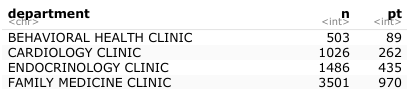 department n pt
<chr> <int> <int>
BEHAVIORAL HEALTH CLINIC 503 89
CARDIOLOGY CLINIC 1026 262
ENDOCRINOLOGY CLINIC 1486 435
FAMILY MEDICINE CLINIC 3501 970